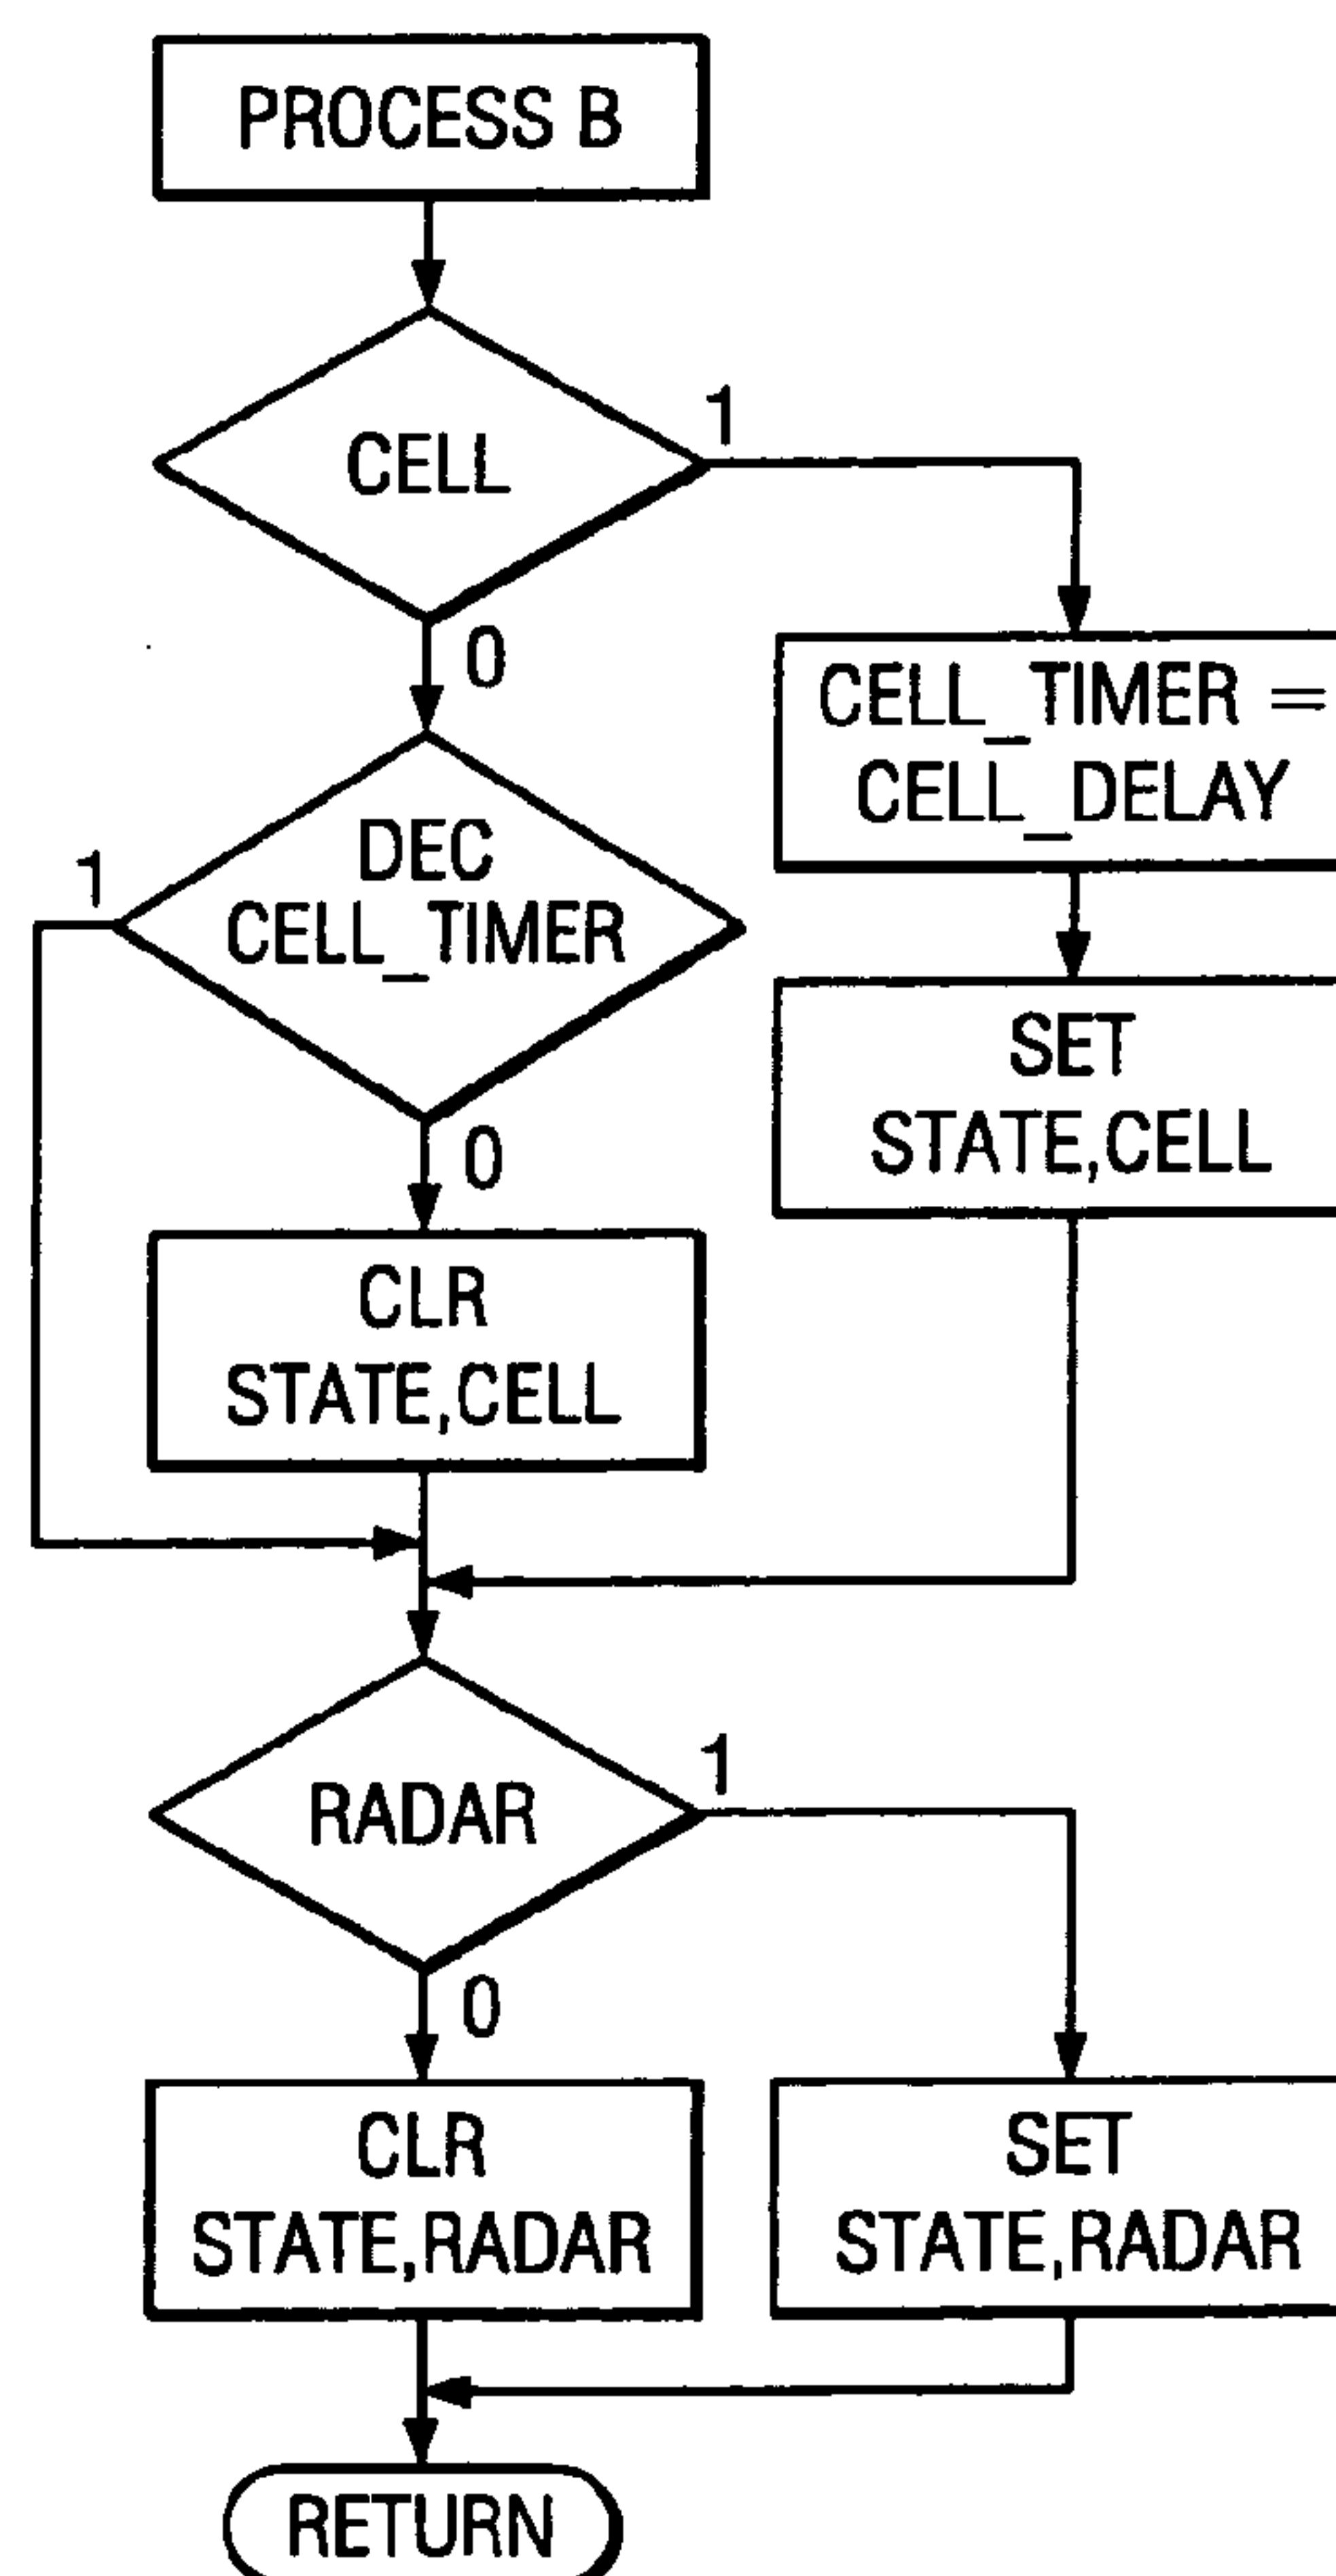 PROCESS B
CELL
1
0
CELL_TIMER =
CELL_DELAY
DEC
CELL_TIMER
1
0
SET
STATE,CELL
CLR
STATE,CELL
RADAR
1
0
CLR
STATE,RADAR
SET
STATE,RADAR
RETURN